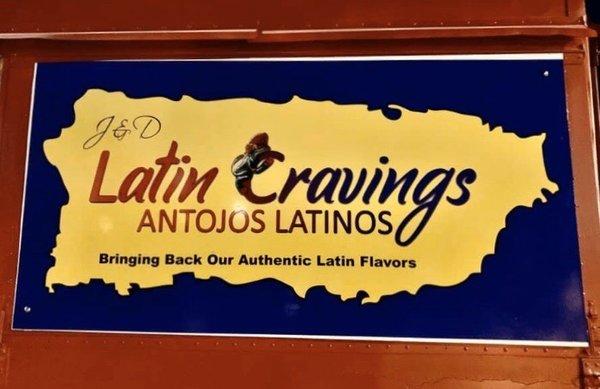 J & D
Latin Cravings
ANTOJOS LATINOS
Bringing Back Our Authentic Latin Flavors